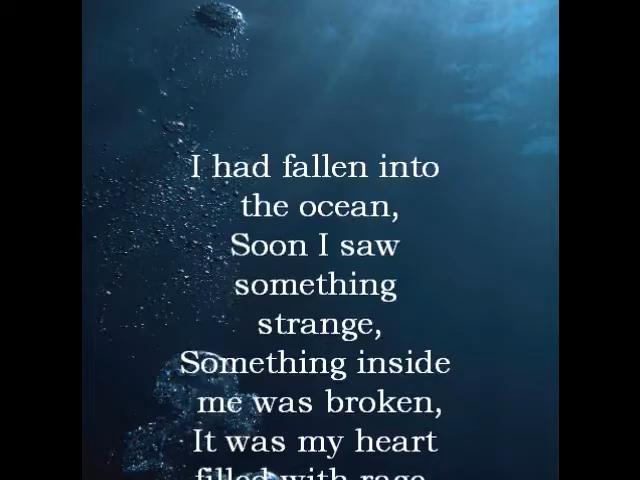 I had fallen into
the ocean,
Soon I saw
something
strange,
Something inside
me was broken,
It was my heart
filled with rage